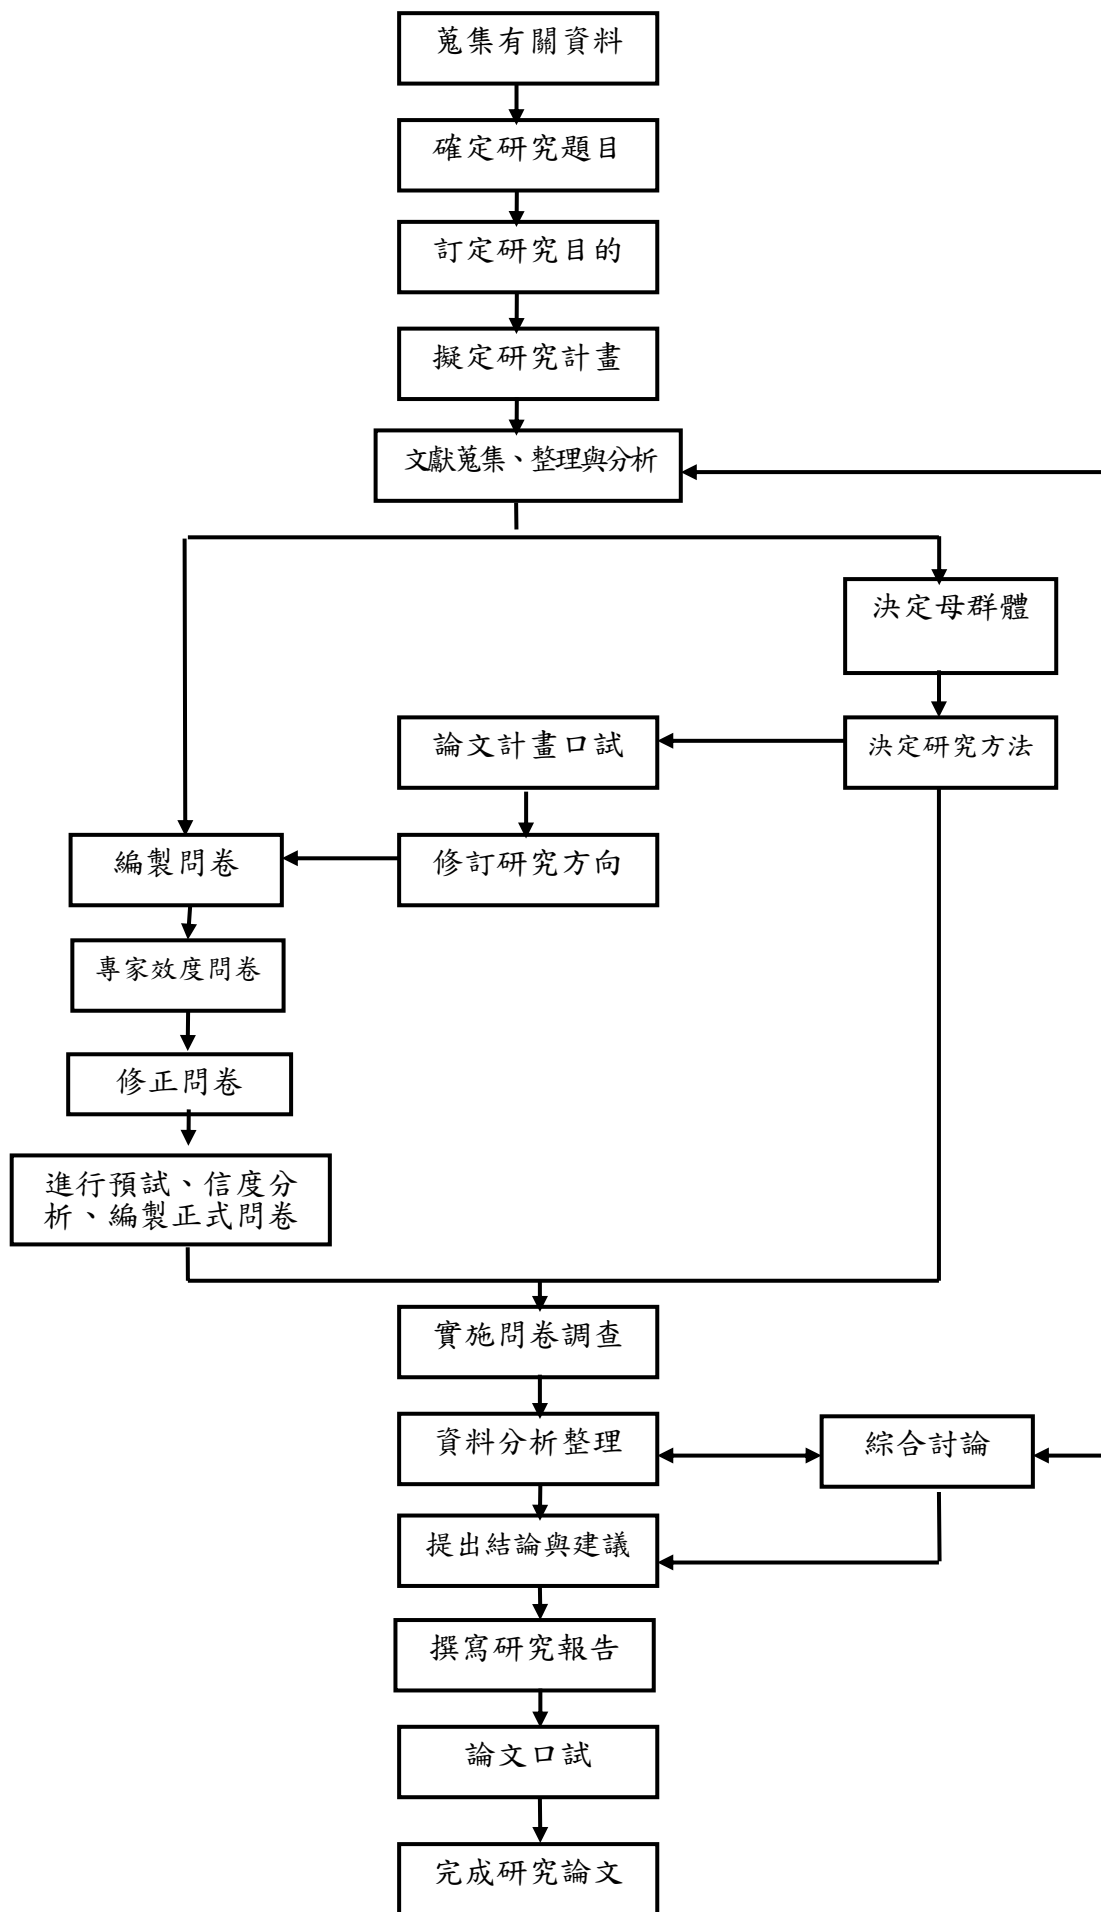 蒐集有關資料
確定研究題目
訂定研究目的
擬定研究計畫
文獻蒐集、整理與分析
決定母群體
論文計畫口試
決定研究方法
編製問卷
修訂研究方向
專家效度問卷
修正問卷
進行預試、信度分
析、編製正式問卷
實施問卷調查
資料分析整理
綜合討論
提出結論與建議
撰寫研究報告
論文口試
完成研究論文